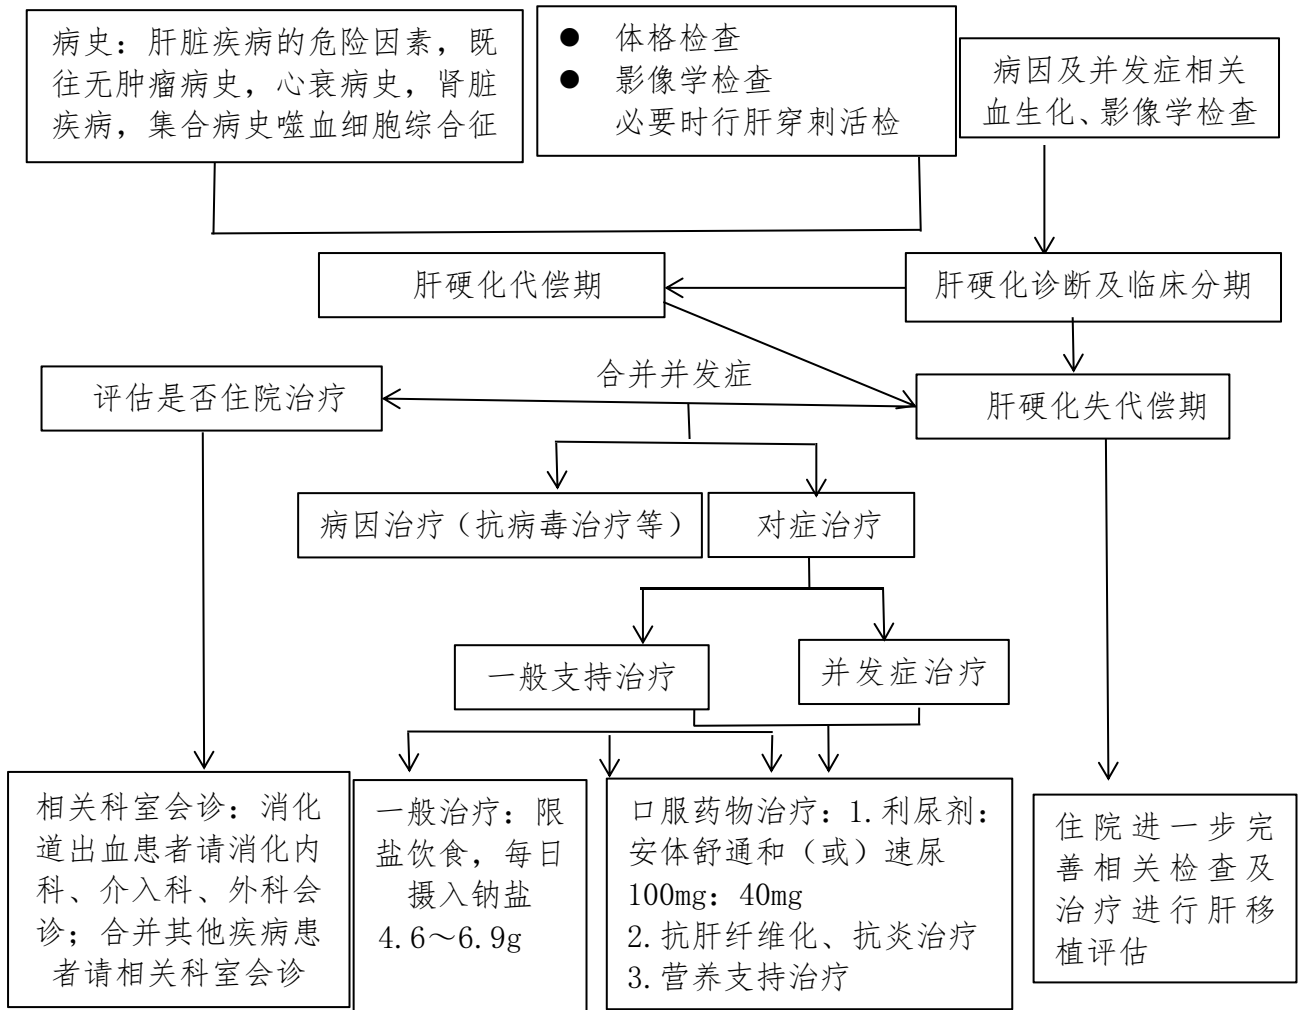 病史：肝脏疾病的危险因素，既
往无肿瘤病史，心衰病史，肾脏
疾病，集合病史噬血细胞综合征
● 体格检查
● 影像学检查
必要时行肝穿刺活检
病因及并发症相关
血生化、影像学检查
肝硬化代偿期
肝硬化诊断及临床分期
合并并发症
评估是否住院治疗
肝硬化失代偿期
病因治疗（抗病毒治疗等）
对症治疗
一般支持治疗
并发症治疗
相关科室会诊：消化
道出血患者请消化内
科、介入科、外科会
诊；合并其他疾病患
者请相关科室会诊
一般治疗：限
盐饮食，每日
摄入钠盐
4.6～6.9g
口服药物治疗：1.利尿剂：
安体舒通和（或）速尿
100mg：40mg
2.抗肝纤维化、抗炎治疗
3.营养支持治疗
住院进一步完
善相关检查及
治疗进行肝移
植评估